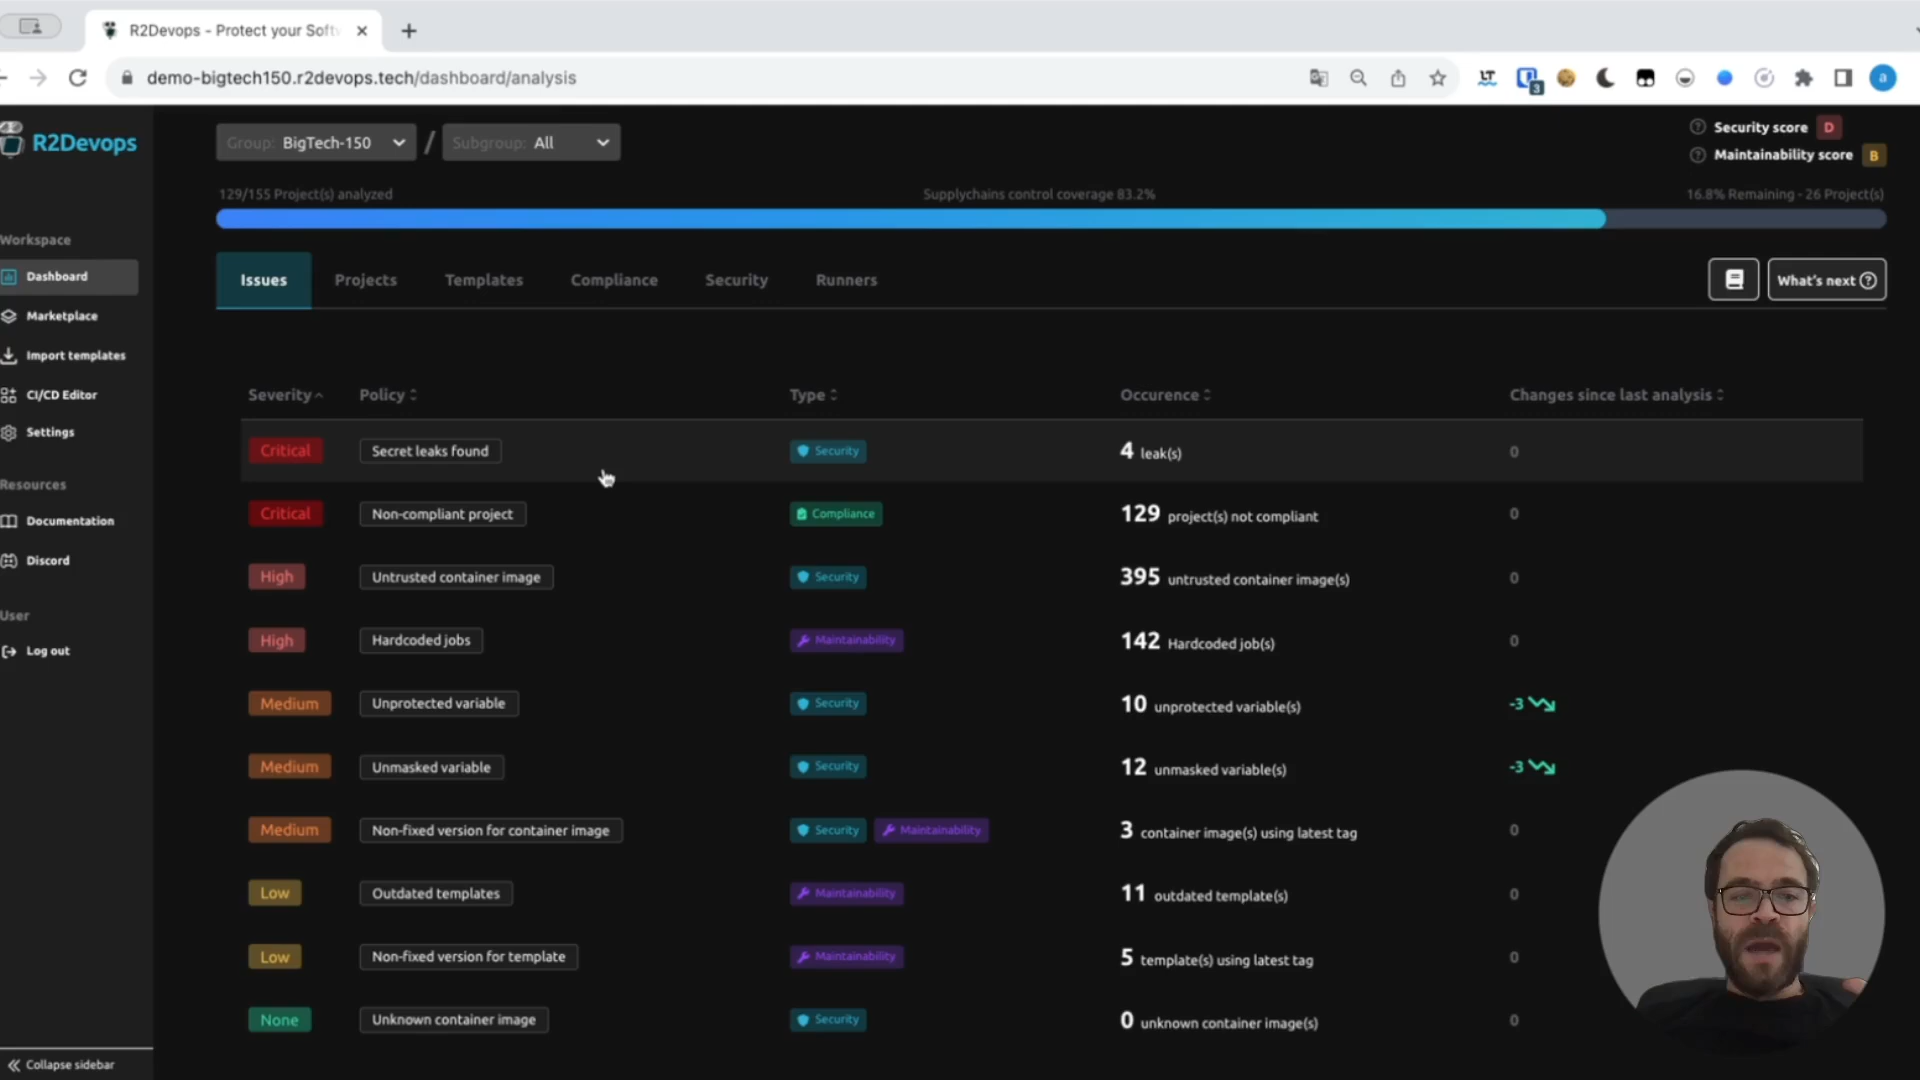 R2Devops - Protect your Soft
demo-bigtech150.r2devops.tech/dashboard/analysis
LT
3
a
R2Devops
Group: BigTech-150 / Subgroup: All
Security score D
Maintainability score B
129/155 Project(s) analyzed
Supplychains control coverage 83.2%
16.8% Remaining - 26 Project(s)
Workspace
Dashboard
Marketplace
Import templates
CI/CD Editor
Settings
Resources
Documentation
Discord
User
Log out
Collapse sidebar
Issues Projects Templates Compliance Security Runners
What's next
Severity Policy Type Occurence Changes since last analysis
Critical Secret leaks found Security 4 leak(s) 0
Critical Non-compliant project Compliance 129 project(s) not compliant 0
High Untrusted container image Security 395 untrusted container image(s) 0
High Hardcoded jobs Maintainability 142 Hardcoded job(s) 0
Medium Unprotected variable Security 10 unprotected variable(s) -3
Medium Unmasked variable Security 12 unmasked variable(s) -3
Medium Non-fixed version for container image Security Maintainability 3 container image(s) using latest tag 0
Low Outdated templates Maintainability 11 outdated template(s) 0
Low Non-fixed version for template Maintainability 5 template(s) using latest tag 0
None Unknown container image Security 0 unknown container image(s) 0